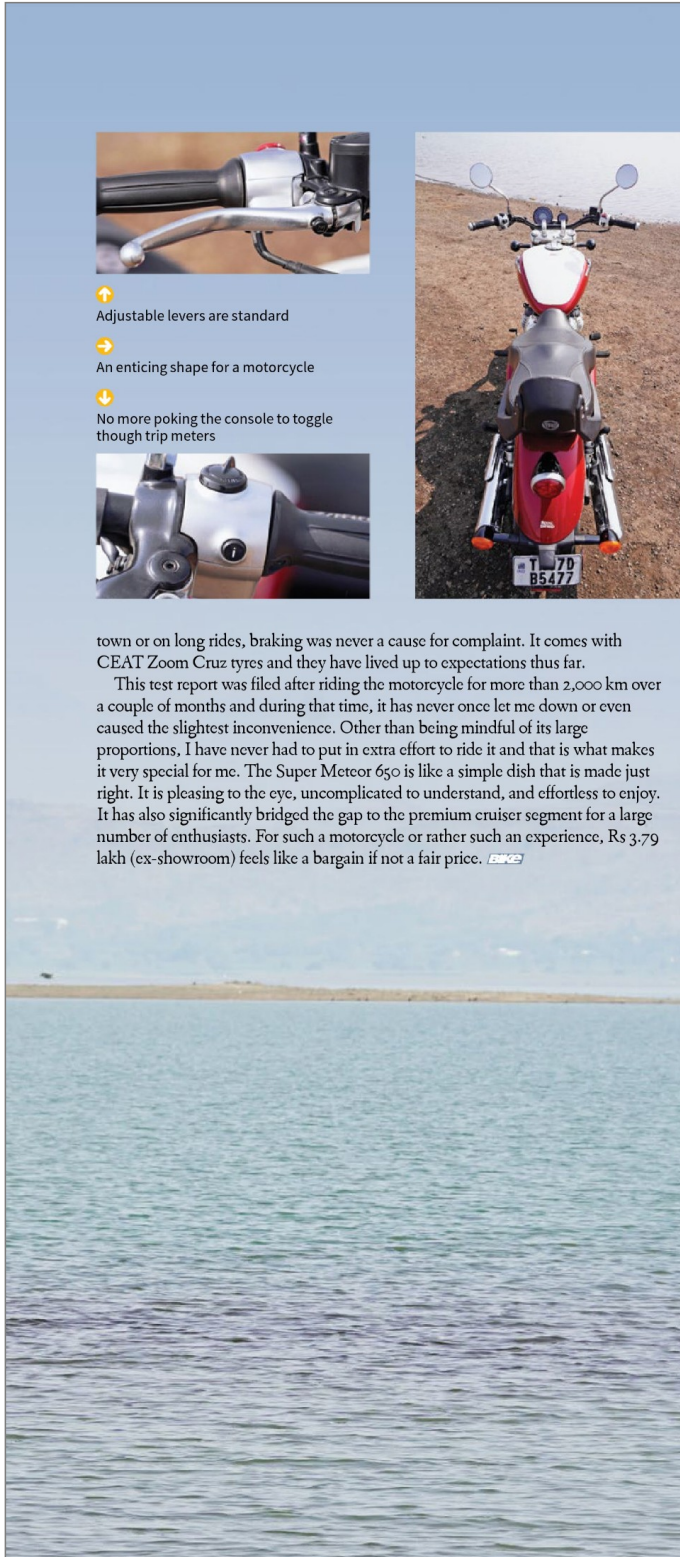 Adjustable levers are standard
An enticing shape for a motorcycle
No more poking the console to toggle
though trip meters
B5477
town or on long rides, braking was never a cause for complaint. It comes with
CEAT Zoom Cruz tyres and they have lived up to expectations thus far.
This test report was filed after riding the motorcycle for more than 2,000 km over
a couple of months and during that time, it has never once let me down or even
caused the slightest inconvenience. Other than being mindful of its large
proportions, I have never had to put in extra effort to ride it and that is what makes
it very special for me. The Super Meteor 650 is like a simple dish that is made just
right. It is pleasing to the eye, uncomplicated to understand, and effortless to enjoy.
It has also significantly bridged the gap to the premium cruiser segment for a large
number of enthusiasts. For such a motorcycle or rather such an experience, Rs 3.79
lakh (ex-showroom) feels like a bargain if not a fair price. BIKE